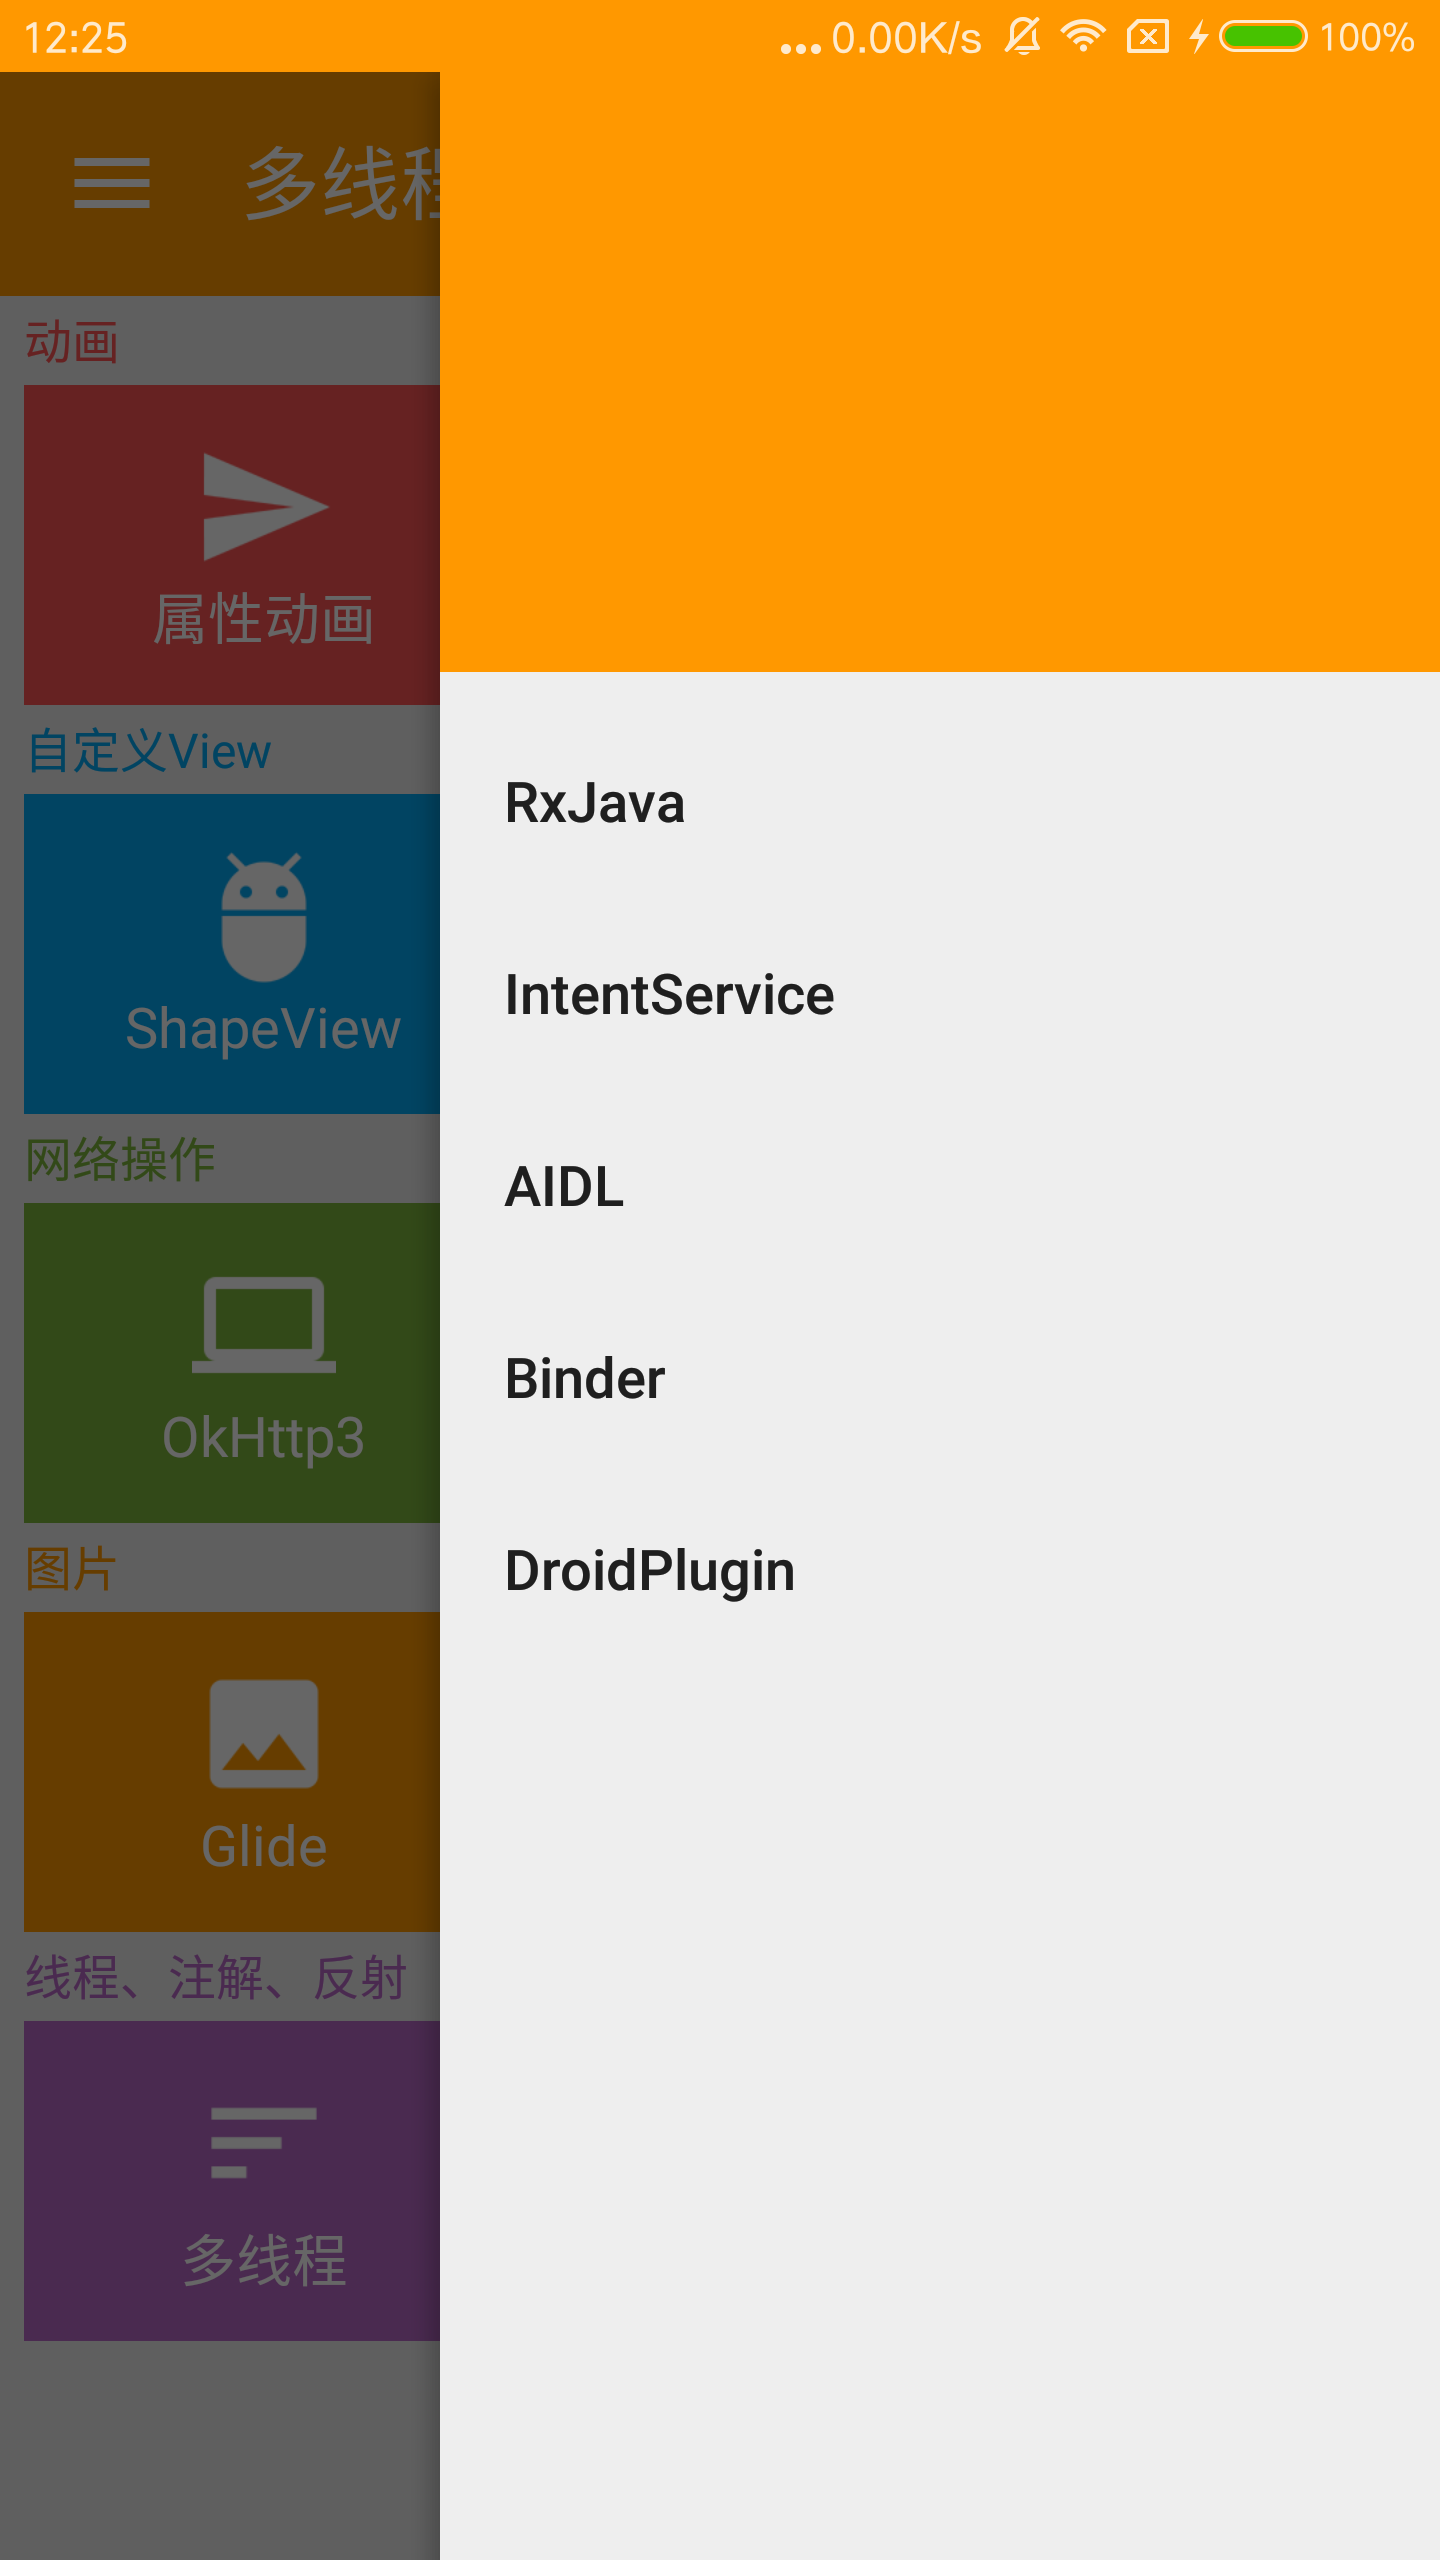 12:25
0.00K/s
100%
多线程
动画
属性动画
自定义View
ShapeView
网络操作
OkHttp3
图片
Glide
线程、注解、反射
多线程
RxJava
IntentService
AIDL
Binder
DroidPlugin